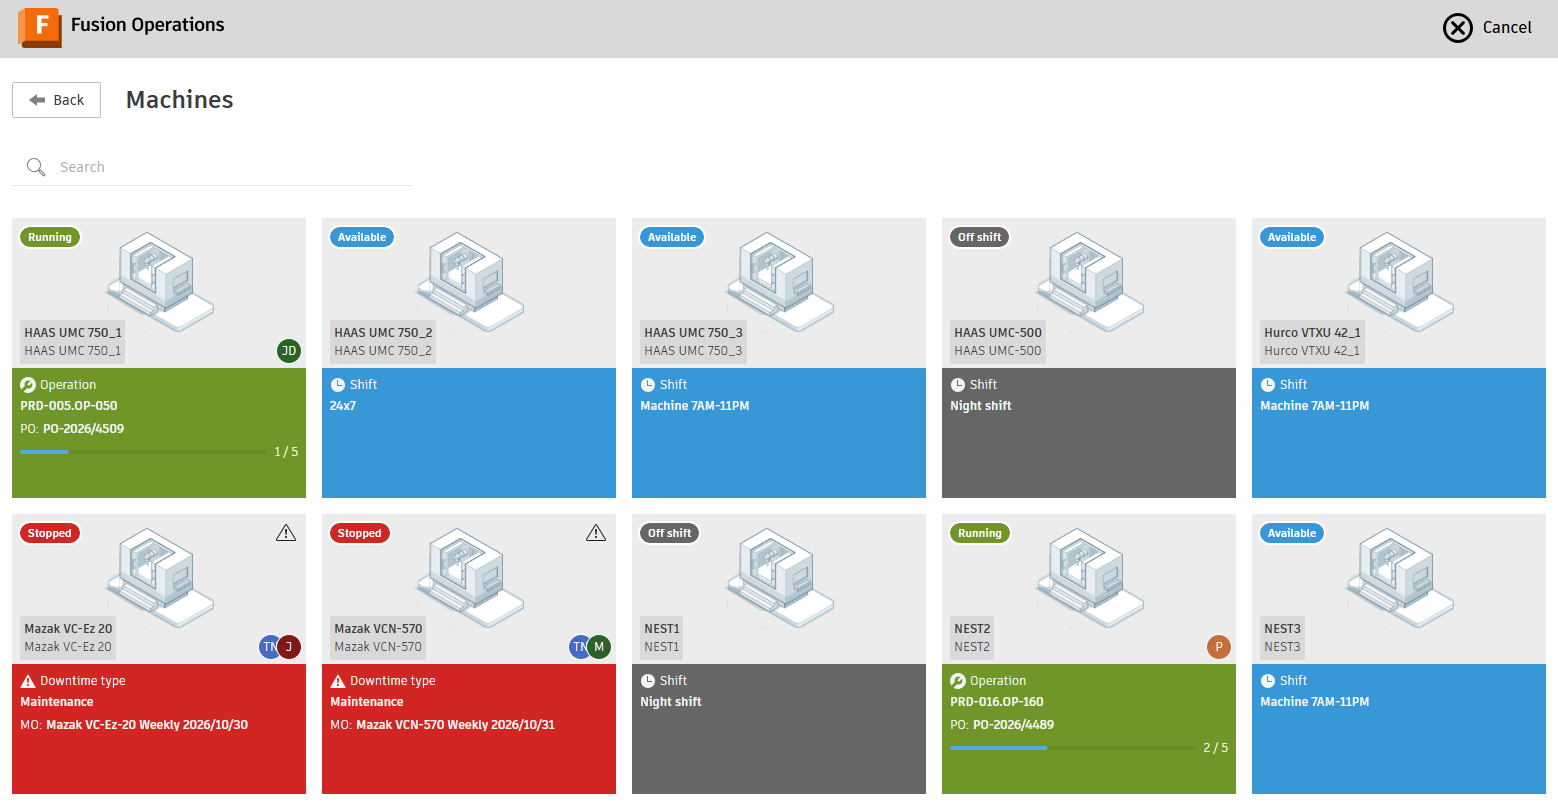 F Fusion Operations
Cancel
Back
Machines
Search
Running
HAAS UMC 750_1
HAAS UMC 750_1
JD
Operation
PRD-005.OP-050
PO: PO-2026/4509
1 / 5
Available
HAAS UMC 750_2
HAAS UMC 750_2
Shift
24x7
Available
HAAS UMC 750_3
HAAS UMC 750_3
Shift
Machine 7AM-11PM
Off shift
HAAS UMC-500
HAAS UMC-500
Shift
Night shift
Available
Hurco VTXU 42_1
Hurco VTXU 42_1
Shift
Machine 7AM-11PM
Stopped
Mazak VC-Ez 20
Mazak VC-Ez 20
TN J
Downtime type
Maintenance
MO: Mazak VC-Ez-20 Weekly 2026/10/30
Stopped
Mazak VCN-570
Mazak VCN-570
TN M
Downtime type
Maintenance
MO: Mazak VCN-570 Weekly 2026/10/31
Off shift
NEST1
NEST1
Shift
Night shift
Running
NEST2
NEST2
P
Operation
PRD-016.OP-160
PO: PO-2026/4489
2 / 5
Available
NEST3
NEST3
Shift
Machine 7AM-11PM